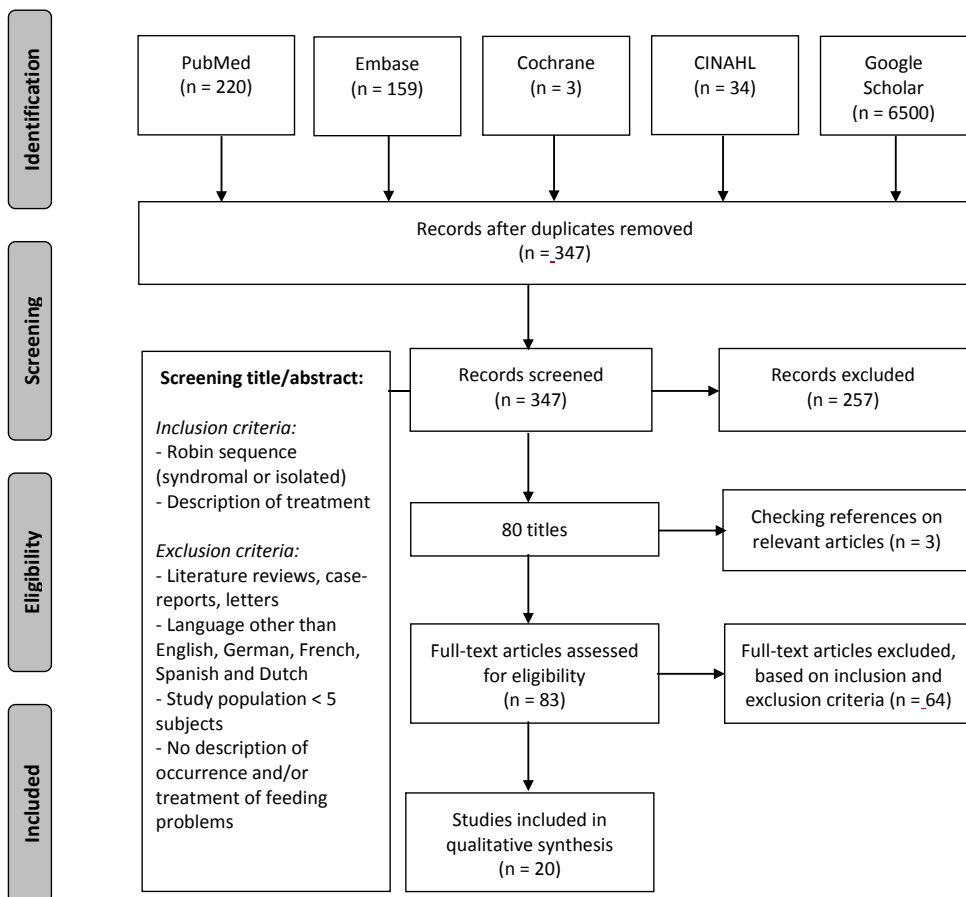 Identification
PubMed
(n = 220)
Embase
(n = 159)
Cochrane
(n = 3)
CINAHL
(n = 34)
Google
Scholar
(n = 6500)
Records after duplicates removed
(n = 347)
Screening
Screening title/abstract:
Inclusion criteria:
- Robin sequence
(syndromal or isolated)
- Description of treatment
Exclusion criteria:
- Literature reviews, case-
reports, letters
- Language other than
English, German, French,
Spanish and Dutch
- Study population < 5
subjects
- No description of
occurrence and/or
treatment of feeding
problems
Records screened
(n = 347)
Records excluded
(n = 257)
Eligibility
80 titles
Checking references on
relevant articles (n = 3)
Full-text articles assessed
for eligibility
(n = 83)
Full-text articles excluded,
based on inclusion and
exclusion criteria (n = 64)
Included
Studies included in
qualitative synthesis
(n = 20)